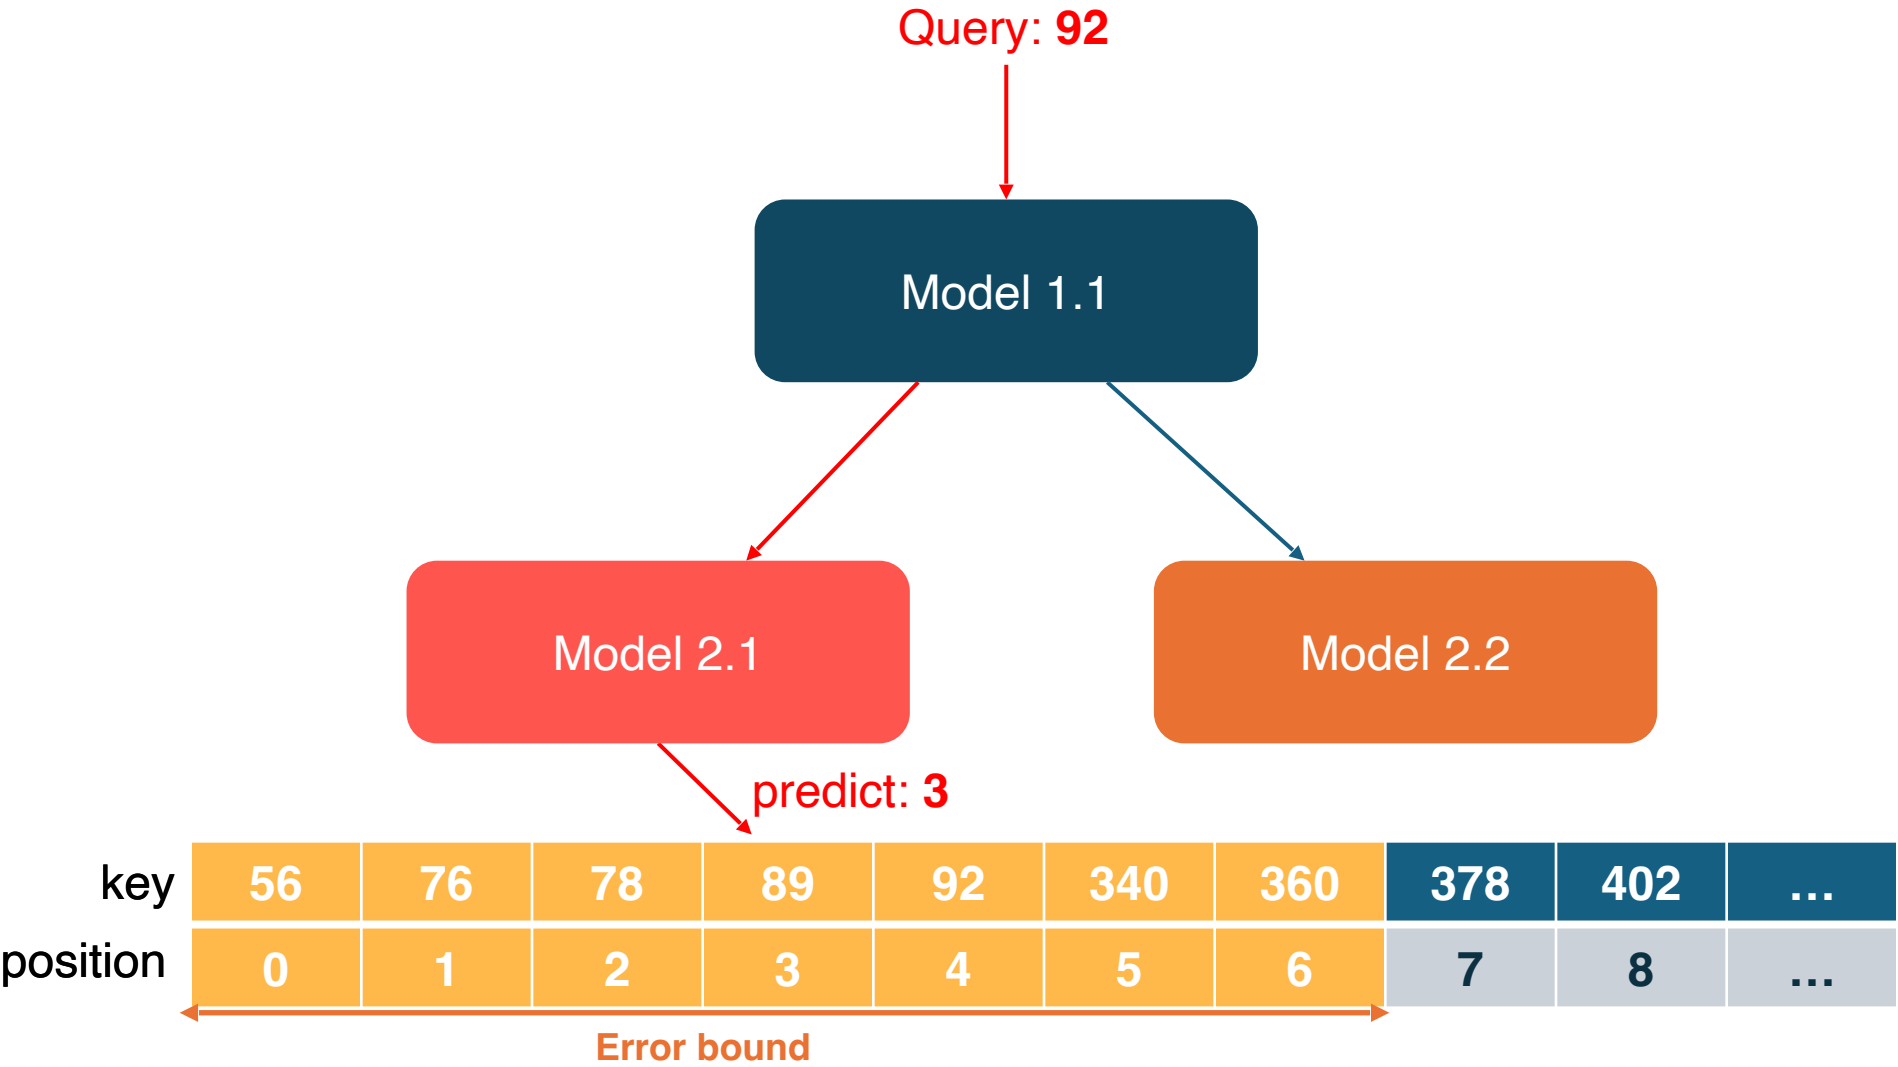 Query: 92
Model 1.1
Model 2.1
Model 2.2
predict: 3
key 56 76 78 89 92 340 360 378 402 ...
position 0 1 2 3 4 5 6 7 8 ...
Error bound